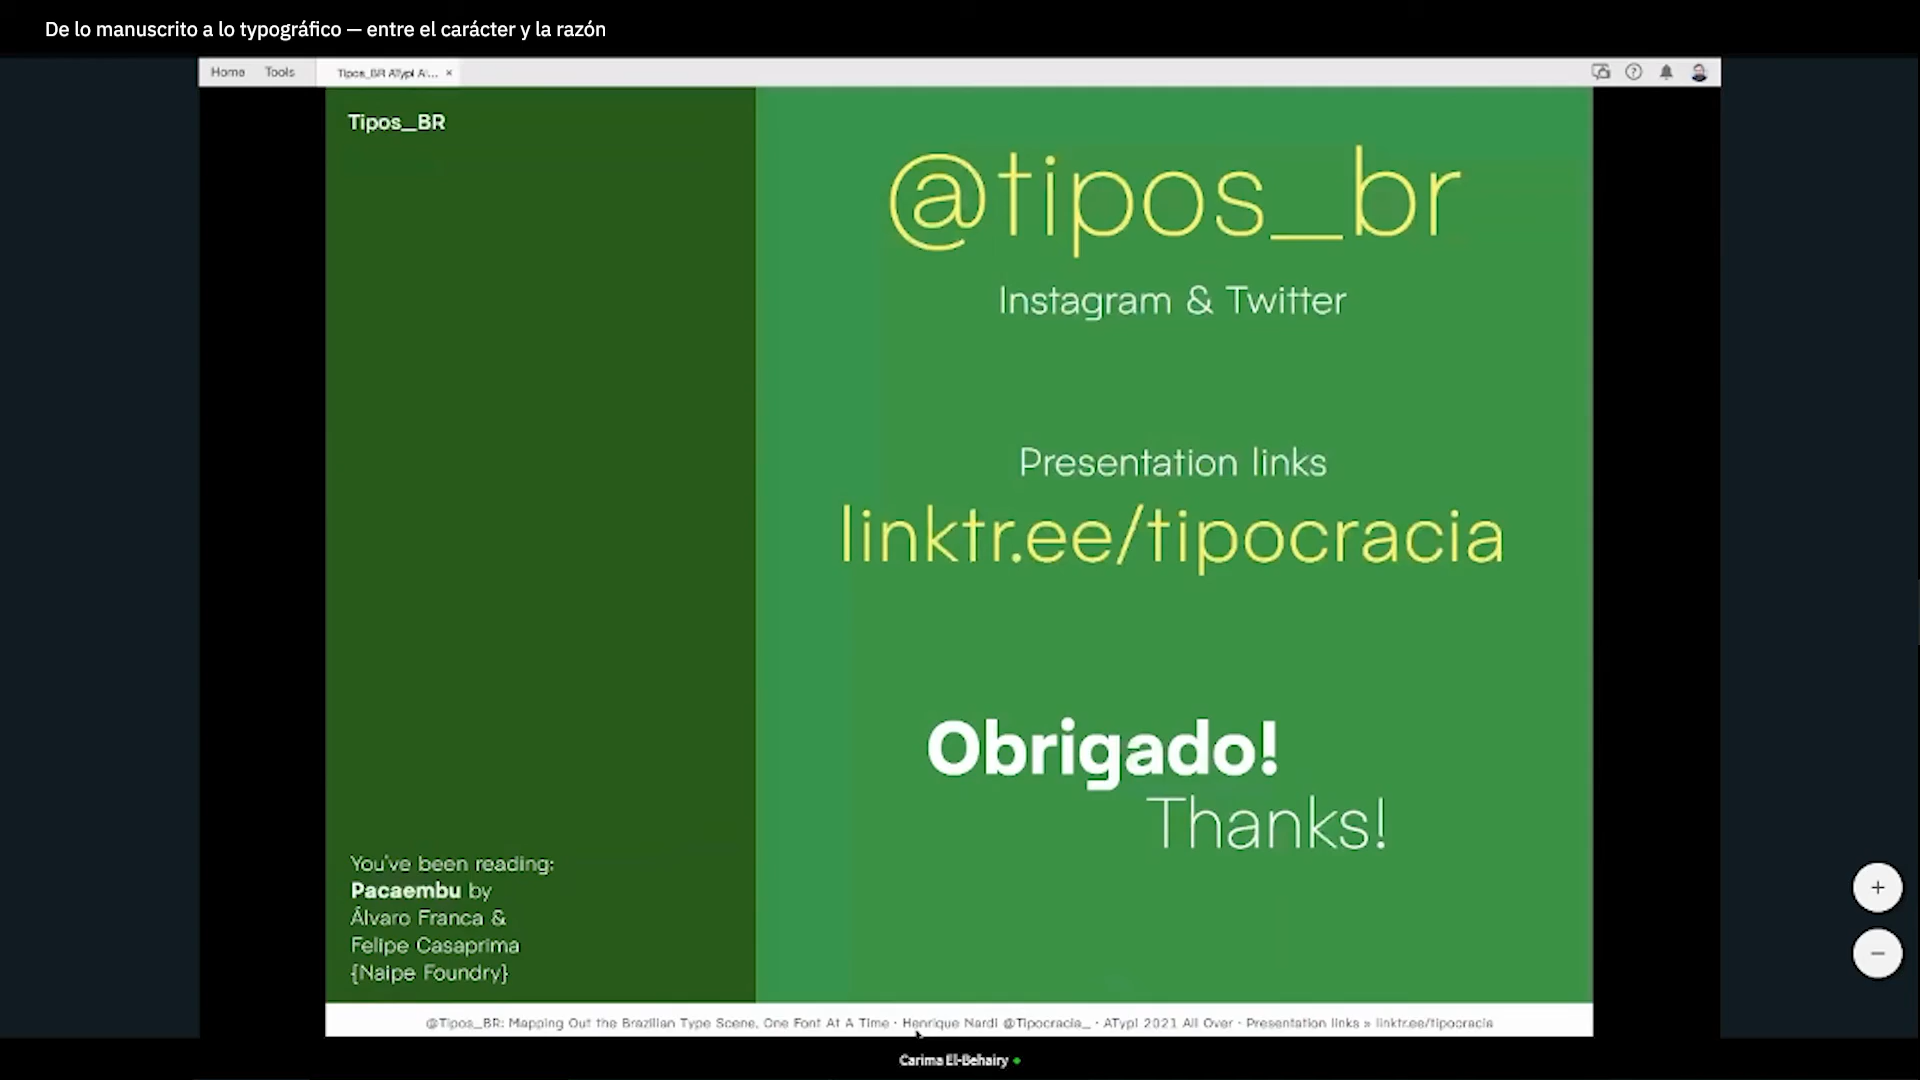 De lo manuscrito a lo typográfico — entre el carácter y la razón
Home Tools Tipos_BR ATypI Al... ×
Tipos_BR
@tipos_br
Instagram & Twitter
Presentation links
linktr.ee/tipocracia
Obrigado!
Thanks!
You've been reading:
Pacaembu by
Álvaro Franca &
Felipe Casaprima
{Naipe Foundry}
@Tipos_BR: Mapping Out the Brazilian Type Scene, One Font At A Time · Henrique Nardi @Tipocracia_ · ATypI 2021 All Over · Presentation links » linktr.ee/tipocracia
Carima El-Behairy